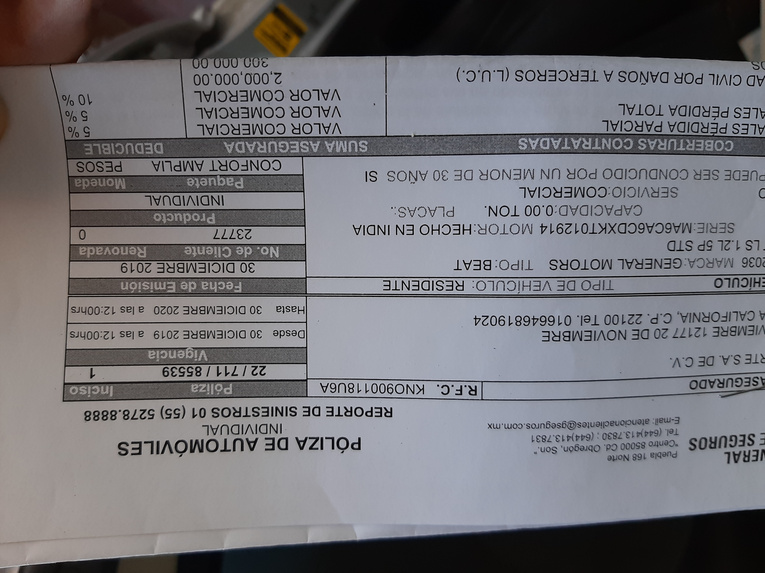 NERAL
E SEGUROS
Puebla 168 Norte
"Centro 85000 Cd. Obregón, Son".
Tel. (644)413.7830 : (644)413.7831
E-mail: atencionaclientes@gseguros.com.mx
PÓLIZA DE AUTOMÓVILES
INDIVIDUAL
REPORTE DE SINIESTROS 01 (55) 5278.8888
ASEGURADO
R.F.C. KNO900118U6A
Póliza Inciso
22 / 711 / 85539 1
RTE S.A. DE C.V.
Vigencia
VIEMBRE 12177 20 DE NOVIEMBRE
Desde 30 DICIEMBRE 2019 a las 12:00hrs
A CALIFORNIA, C.P. 22100 Tel. 016646819024
Hasta 30 DICIEMBRE 2020 a las 12:00hrs
EHÍCULO TIPO DE VEHÍCULO: RESIDENTE
Fecha de Emisión
2036 MARCA:GENERAL MOTORS TIPO: BEAT
30 DICIEMBRE 2019
LS 1.2L 5P STD
No. de Cliente Renovada
SERIE:MA6CA6CDXKT012914 MOTOR:HECHO EN INDIA
23777 0
CAPACIDAD:0.00 TON. PLACAS:.
Producto
O SERVICIO:COMERCIAL
INDIVIDUAL
PUEDE SER CONDUCIDO POR UN MENOR DE 30 AÑOS SI
Paquete Moneda
CONFORT AMPLIA PESOS
COBERTURAS CONTRATADAS SUMA ASEGURADA DEDUCIBLE
ALES PÉRDIDA PARCIAL VALOR COMERCIAL 5 %
ALES PÉRDIDA TOTAL VALOR COMERCIAL 5 %
VALOR COMERCIAL 10 %
AD CIVIL POR DAÑOS A TERCEROS (L.U.C.) 2,000,000.00
OS 300,000.00